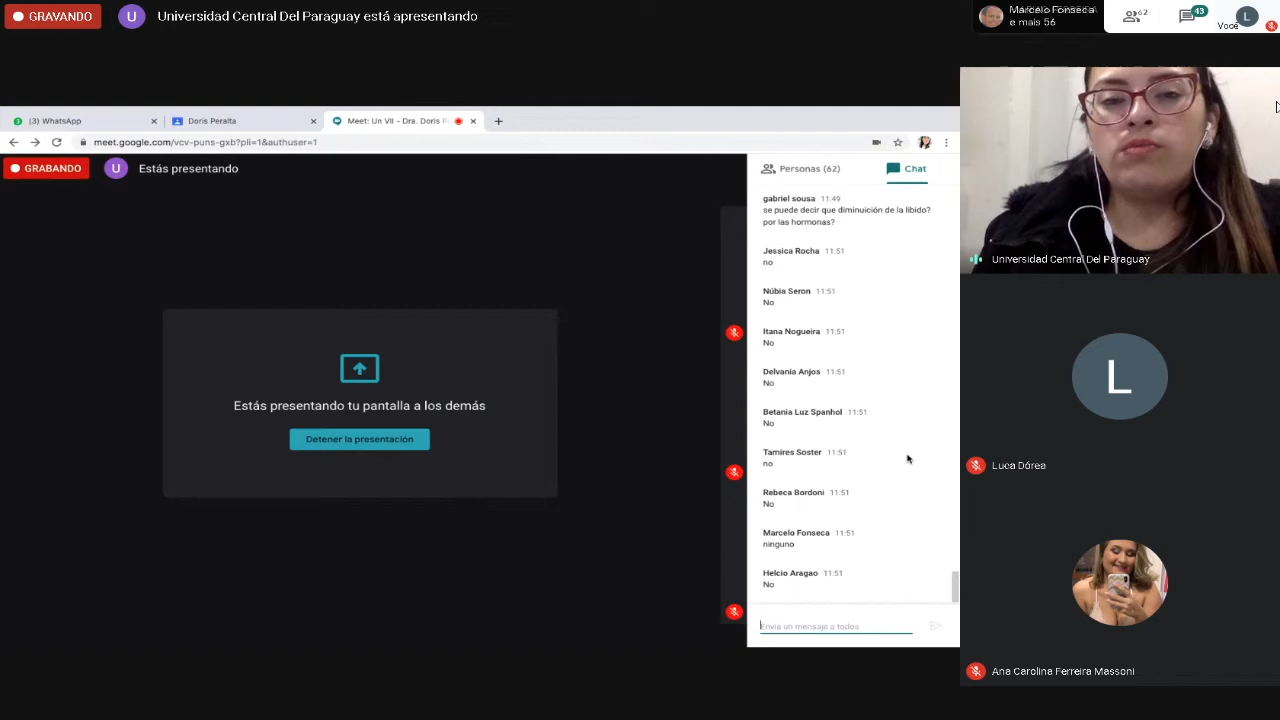 GRAVANDO
U
Universidad Central Del Paraguay está apresentando
Marcelo Fonseca
e mais 56
62
43
L
Você
(3) WhatsApp
Doris Peralta
Meet: Un VII - Dra. Doris P
meet.google.com/vcv-puns-gxb?pli=1&authuser=1
GRABANDO
U
Estás presentando
Personas (62)
Chat
gabriel sousa 11:49
se puede decir que diminuición de la libido?
por las hormonas?
Jessica Rocha 11:51
no
Núbia Seron 11:51
No
Itana Nogueira 11:51
No
Delvania Anjos 11:51
No
Betania Luz Spanhol 11:51
No
Tamires Soster 11:51
no
Rebeca Bordoni 11:51
No
Marcelo Fonseca 11:51
ninguno
Helcio Aragao 11:51
No
Envía un mensaje a todos
Estás presentando tu pantalla a los demás
Detener la presentación
Universidad Central Del Paraguay
L
Luca Dórea
Ana Carolina Ferreira Massoni